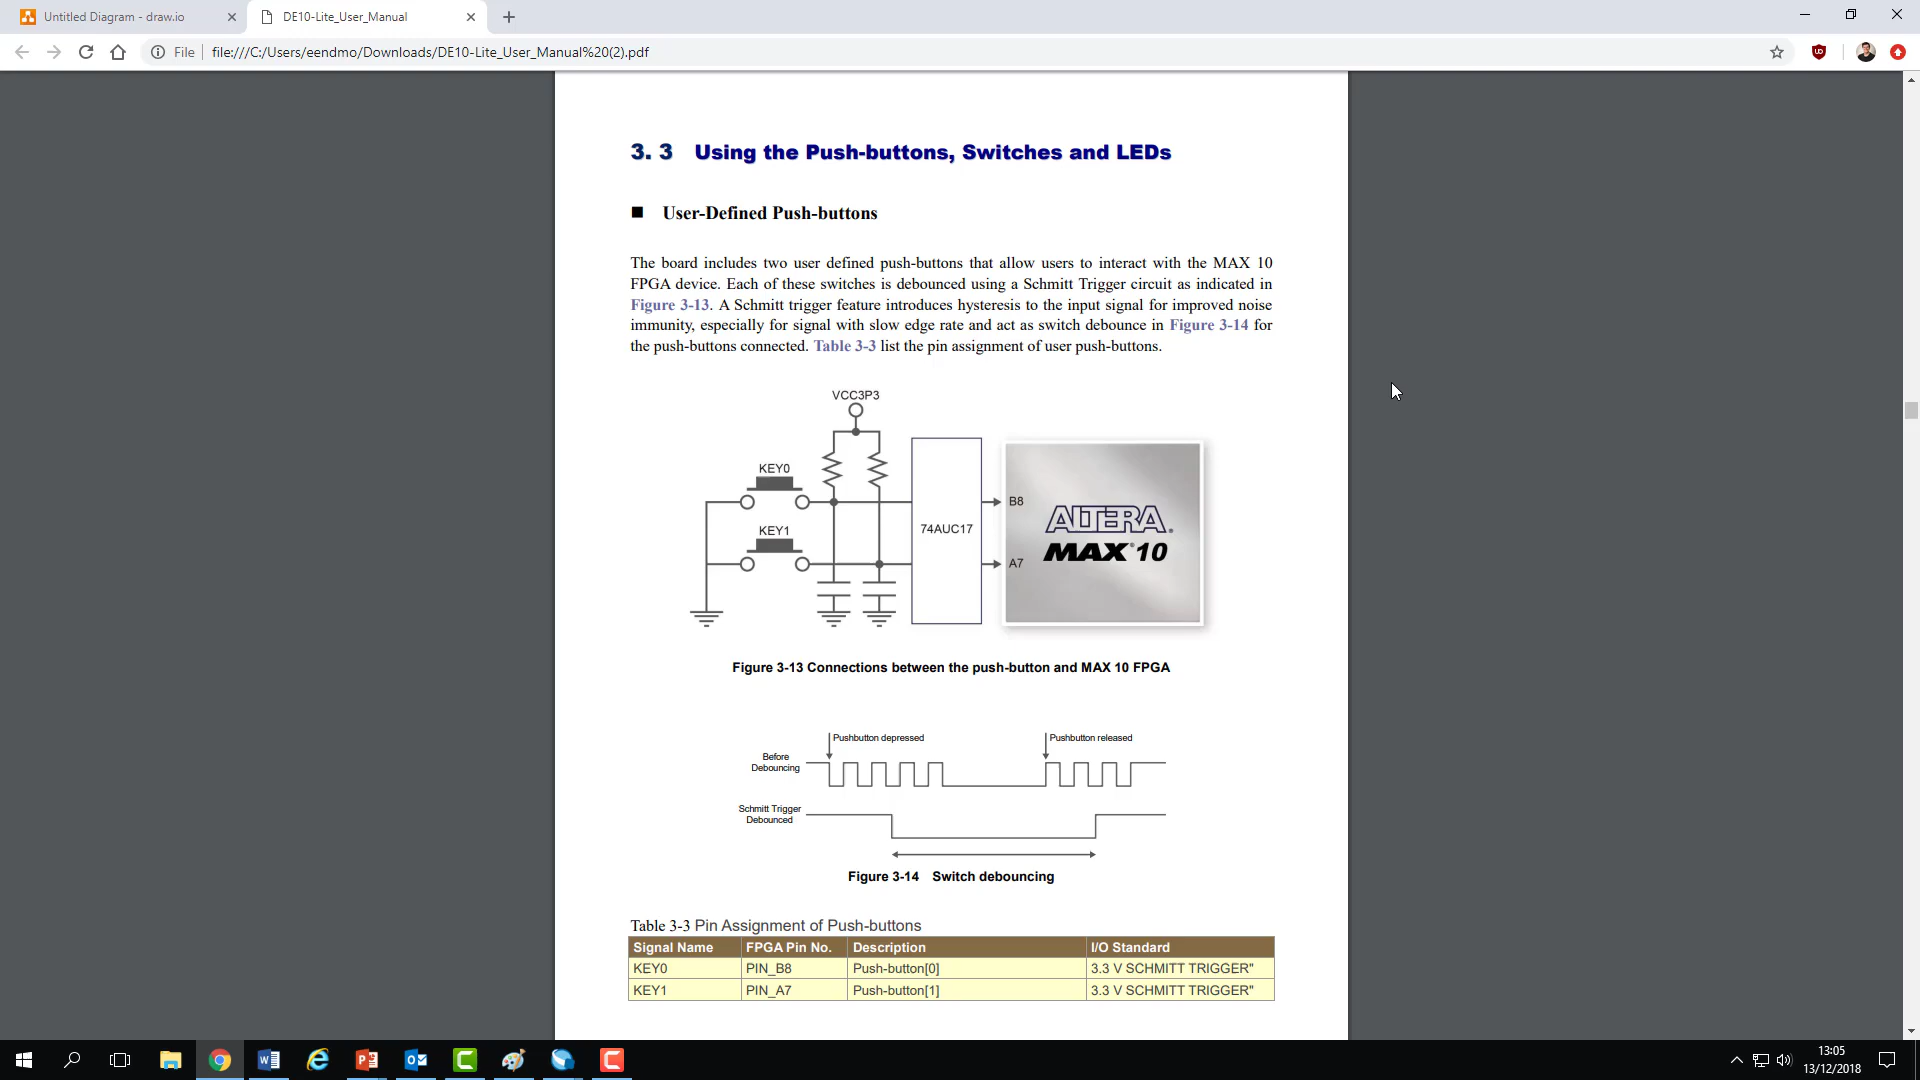 Untitled Diagram - draw.io
DE10-Lite_User_Manual
File
file:///C:/Users/eendmo/Downloads/DE10-Lite_User_Manual%20(2).pdf
3. 3 Using the Push-buttons, Switches and LEDs
User-Defined Push-buttons
The board includes two user defined push-buttons that allow users to interact with the MAX 10
FPGA device. Each of these switches is debounced using a Schmitt Trigger circuit as indicated in
Figure 3-13. A Schmitt trigger feature introduces hysteresis to the input signal for improved noise
immunity, especially for signal with slow edge rate and act as switch debounce in Figure 3-14 for
the push-buttons connected. Table 3-3 list the pin assignment of user push-buttons.
VCC3P3
KEY0
KEY1
74AUC17
B8
A7
ALTERA®
MAX®10
Figure 3-13 Connections between the push-button and MAX 10 FPGA
Pushbutton depressed
Pushbutton released
Before
Debouncing
Schmitt Trigger
Debounced
Figure 3-14 Switch debouncing
Table 3-3 Pin Assignment of Push-buttons
Signal Name FPGA Pin No. Description I/O Standard
KEY0 PIN_B8 Push-button[0] 3.3 V SCHMITT TRIGGER"
KEY1 PIN_A7 Push-button[1] 3.3 V SCHMITT TRIGGER"
13:05
13/12/2018